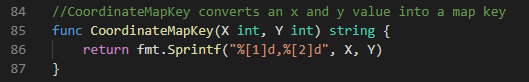 84 //CoordinateMapKey converts an x and y value into a map key
85 func CoordinateMapKey(X int, Y int) string {
86     return fmt.Sprintf("%[1]d,%[2]d", X, Y)
87 }